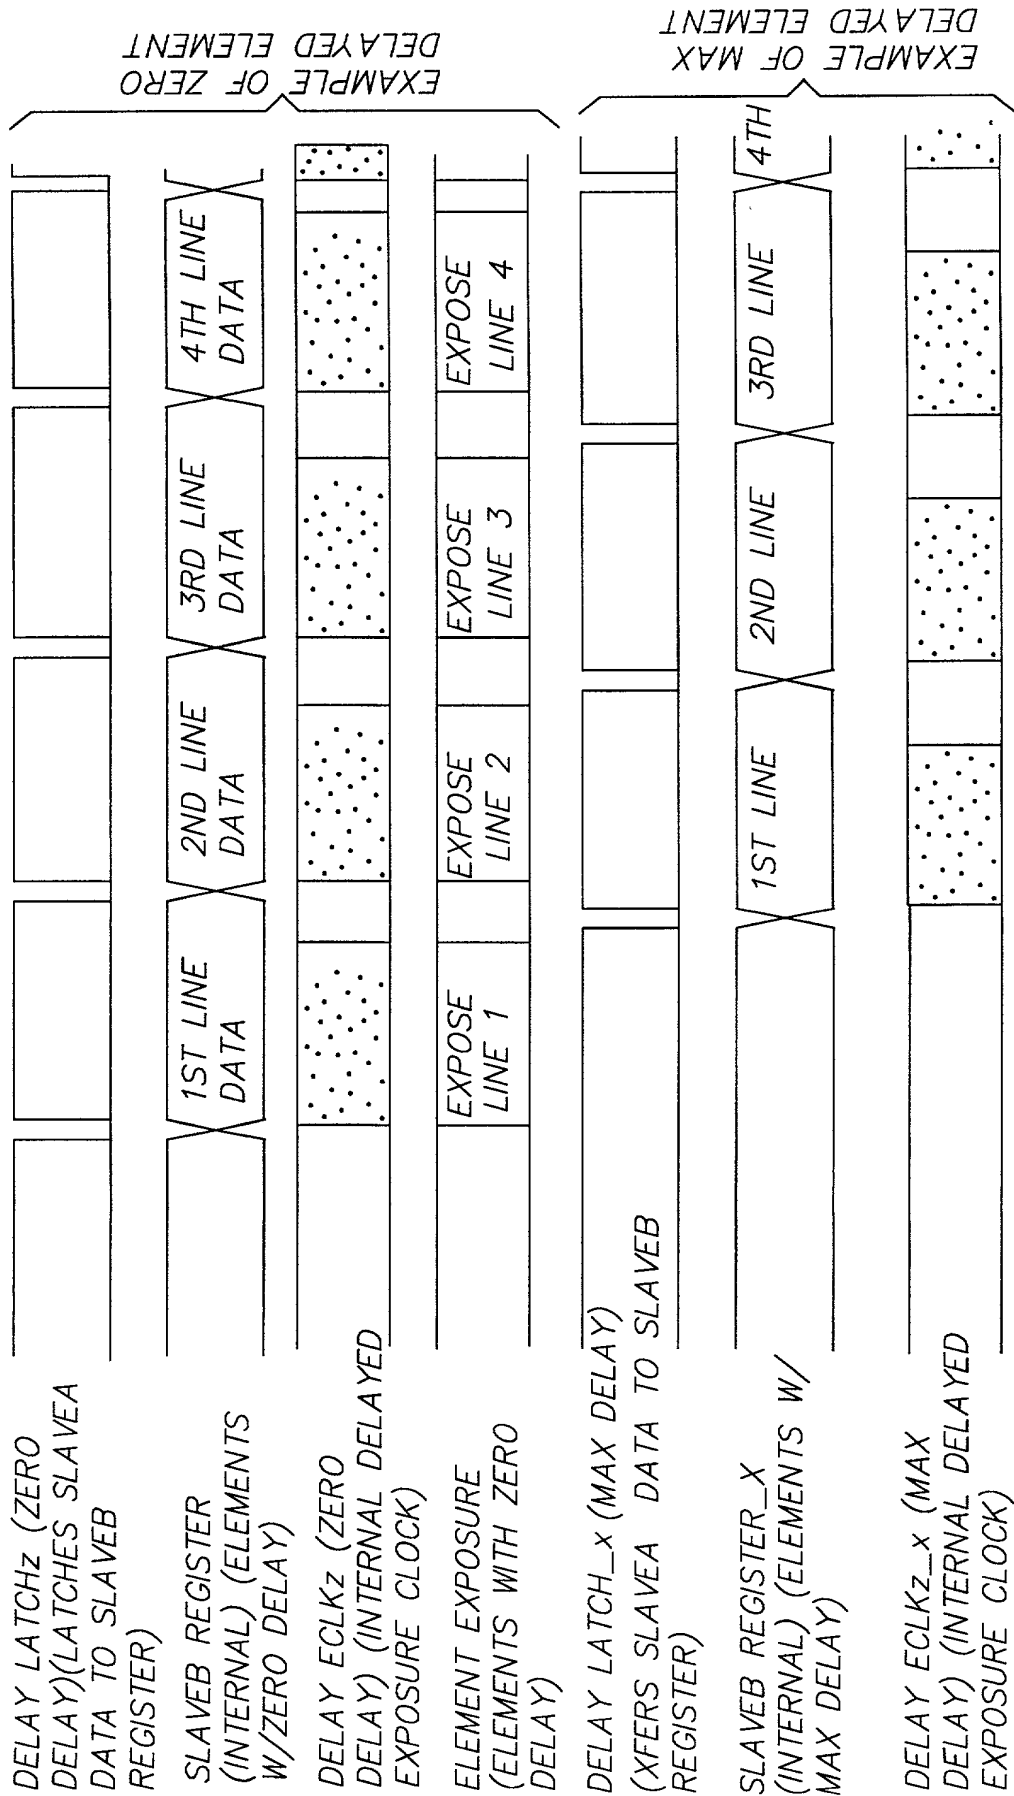 DELAY LATCHz (ZERO
DELAY)(LATCHES SLAVEA
DATA TO SLAVEB
REGISTER)
SLAVEB REGISTER
(INTERNAL) (ELEMENTS
W/ZERO DELAY)
1ST LINE
DATA
2ND LINE
DATA
3RD LINE
DATA
4TH LINE
DATA
DELAY ECLKz (ZERO
DELAY) (INTERNAL DELAYED
EXPOSURE CLOCK)
ELEMENT EXPOSURE
(ELEMENTS WITH ZERO
DELAY)
EXPOSE
LINE 1
EXPOSE
LINE 2
EXPOSE
LINE 3
EXPOSE
LINE 4
EXAMPLE OF ZERO
DELAYED ELEMENT
DELAY LATCH_x (MAX DELAY)
(XFERS SLAVEA DATA TO SLAVEB
REGISTER)
SLAVEB REGISTER_X
(INTERNAL) (ELEMENTS W/
MAX DELAY)
1ST LINE
2ND LINE
3RD LINE
4TH
DELAY ECLKz_x (MAX
DELAY) (INTERNAL DELAYED
EXPOSURE CLOCK)
EXAMPLE OF MAX
DELAYED ELEMENT